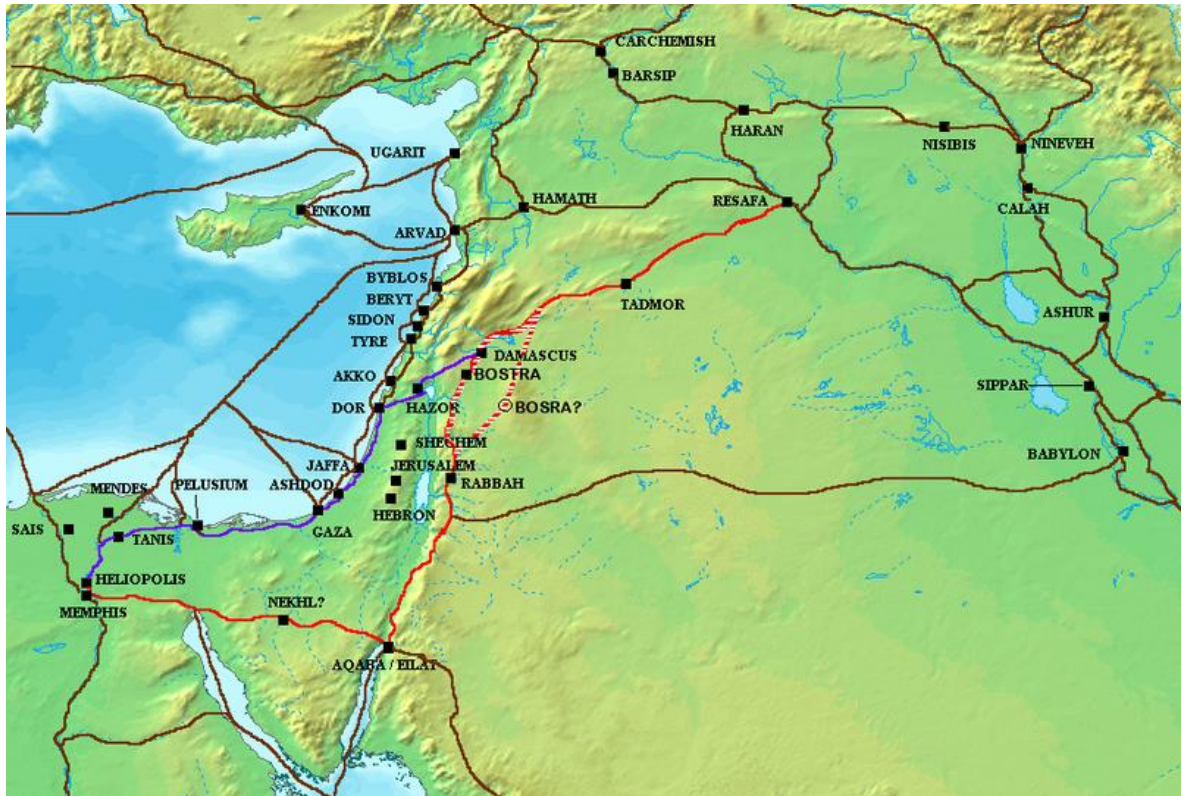 CARCHEMISH
BARSIP
HARAN
NISIBIS
NINEVEH
UGARIT
CALAH
HAMATH
RESAFA
ENKOMI
ARVAD
BYBLOS
TADMOR
BERYT
SIDON
ASHUR
TYRE
DAMASCUS
BOSTRA
AKKO
SIPPAR
DOR
HAZOR
BOSRA?
SHECHEM
BABYLON
JAFFA
JERUSALEM
ASHDOD
RABBAH
MENDES
PELUSIUM
HEBRON
GAZA
SAIS
TANIS
HELIOPOLIS
NEKHL?
MEMPHIS
AQABA / EILAT